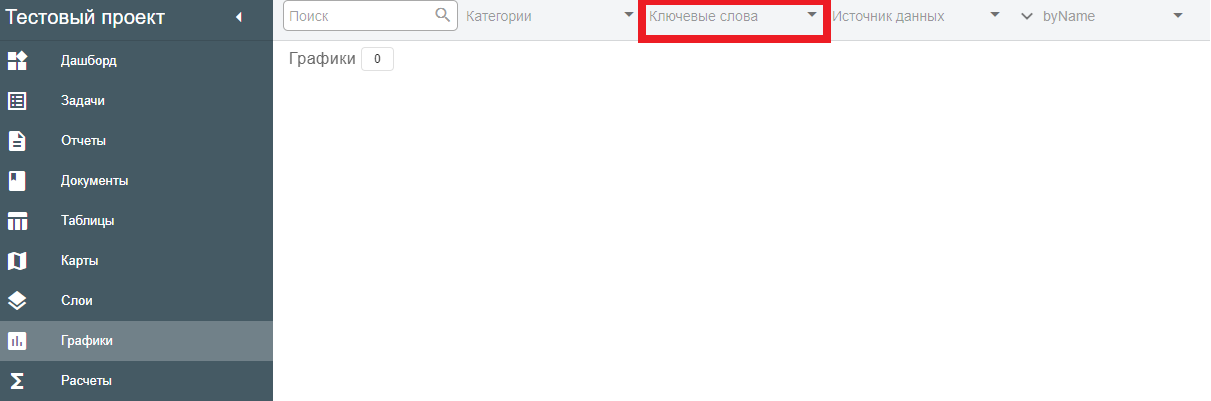 Тестовый проект
Поиск
Категории
Ключевые слова
Источник данных
byName
Графики 0
Дашборд
Задачи
Отчеты
Документы
Таблицы
Карты
Слои
Графики
Расчеты